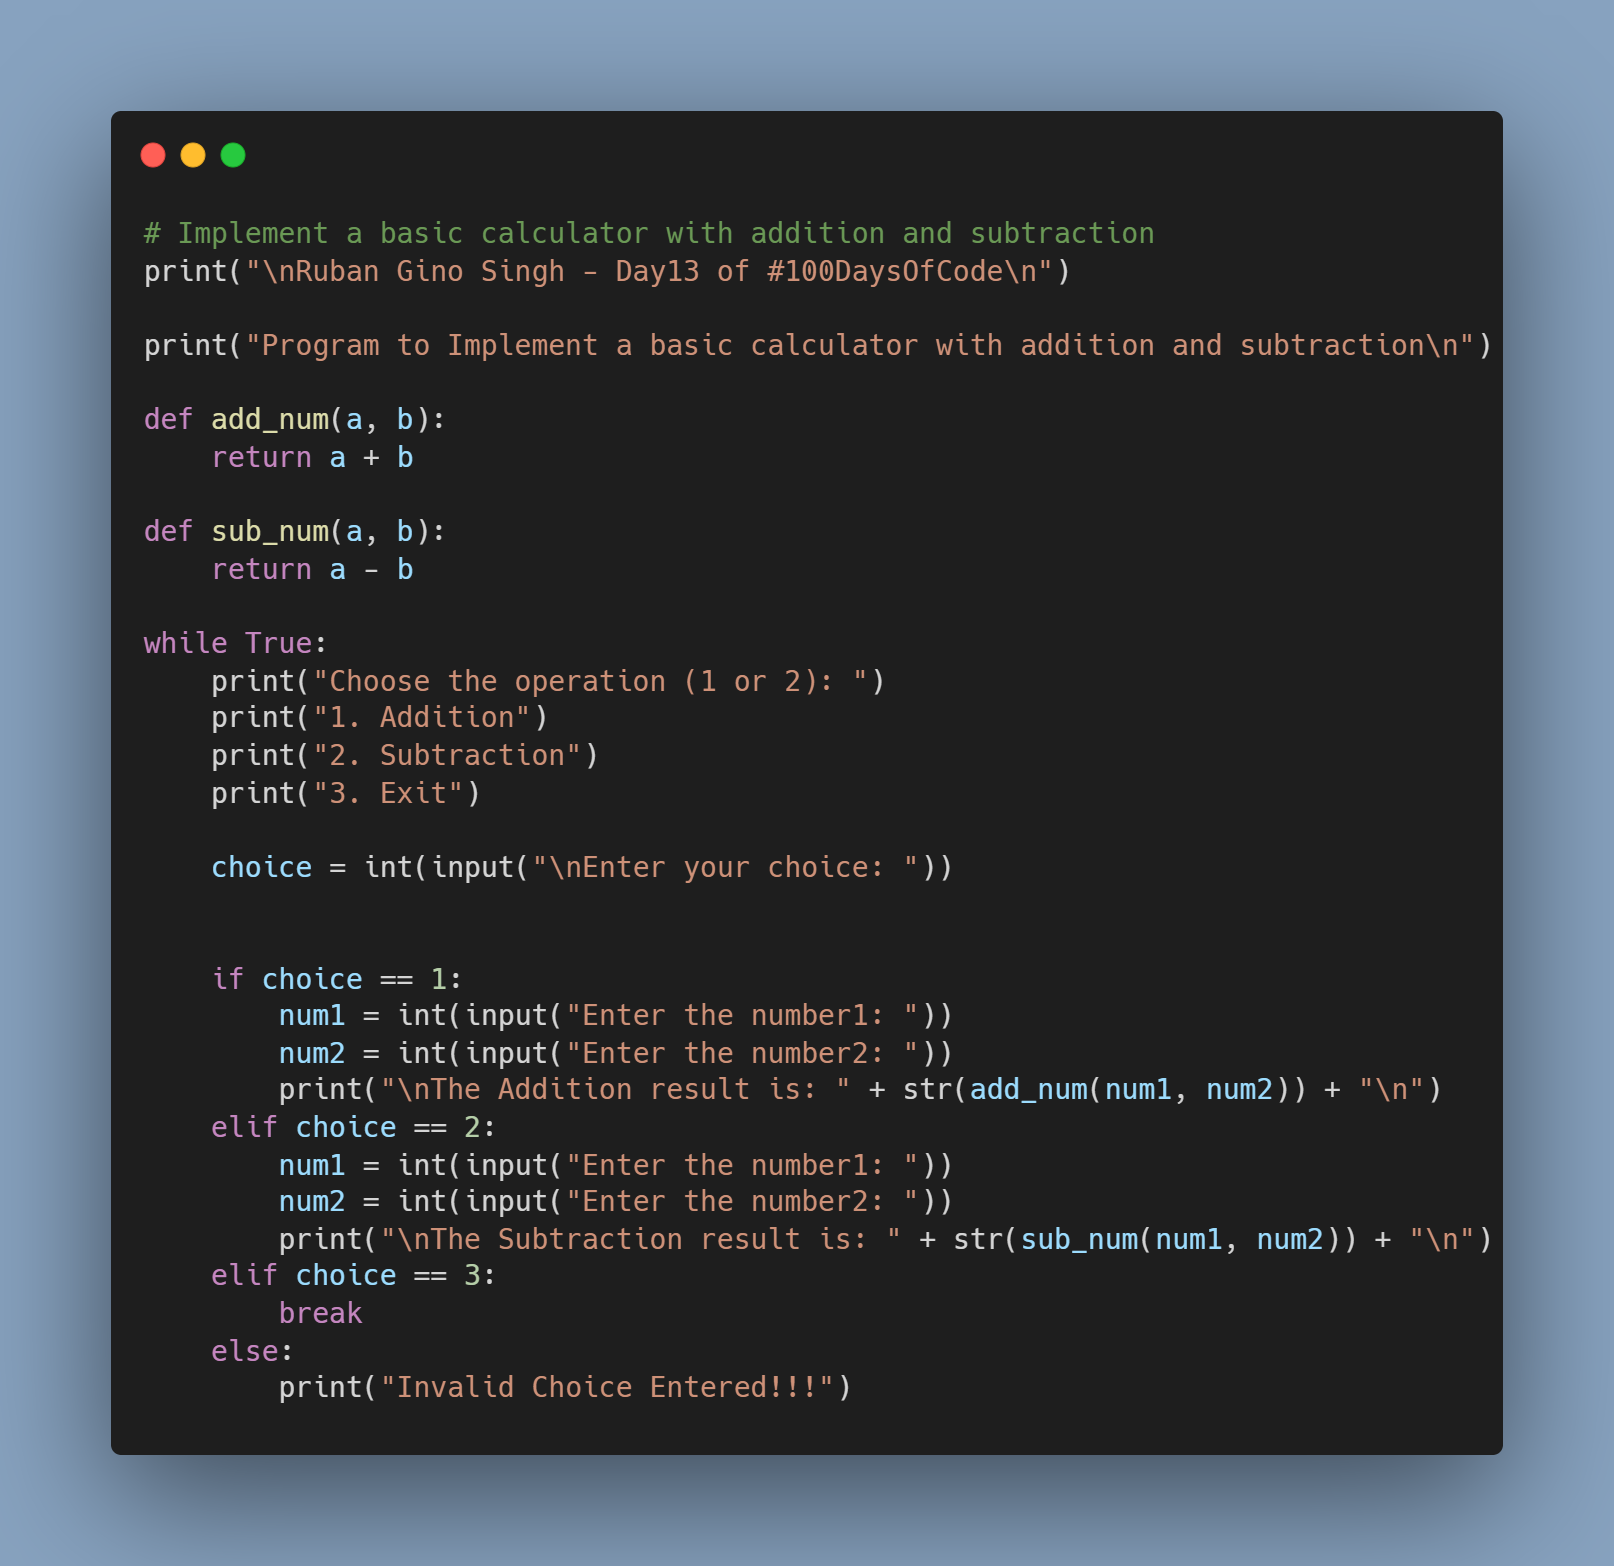 # Implement a basic calculator with addition and subtraction
print("\nRuban Gino Singh - Day13 of #100DaysOfCode\n")

print("Program to Implement a basic calculator with addition and subtraction\n")

def add_num(a, b):
    return a + b

def sub_num(a, b):
    return a - b

while True:
    print("Choose the operation (1 or 2): ")
    print("1. Addition")
    print("2. Subtraction")
    print("3. Exit")

    choice = int(input("\nEnter your choice: "))


    if choice == 1:
        num1 = int(input("Enter the number1: "))
        num2 = int(input("Enter the number2: "))
        print("\nThe Addition result is: " + str(add_num(num1, num2)) + "\n")
    elif choice == 2:
        num1 = int(input("Enter the number1: "))
        num2 = int(input("Enter the number2: "))
        print("\nThe Subtraction result is: " + str(sub_num(num1, num2)) + "\n")
    elif choice == 3:
        break
    else:
        print("Invalid Choice Entered!!!")